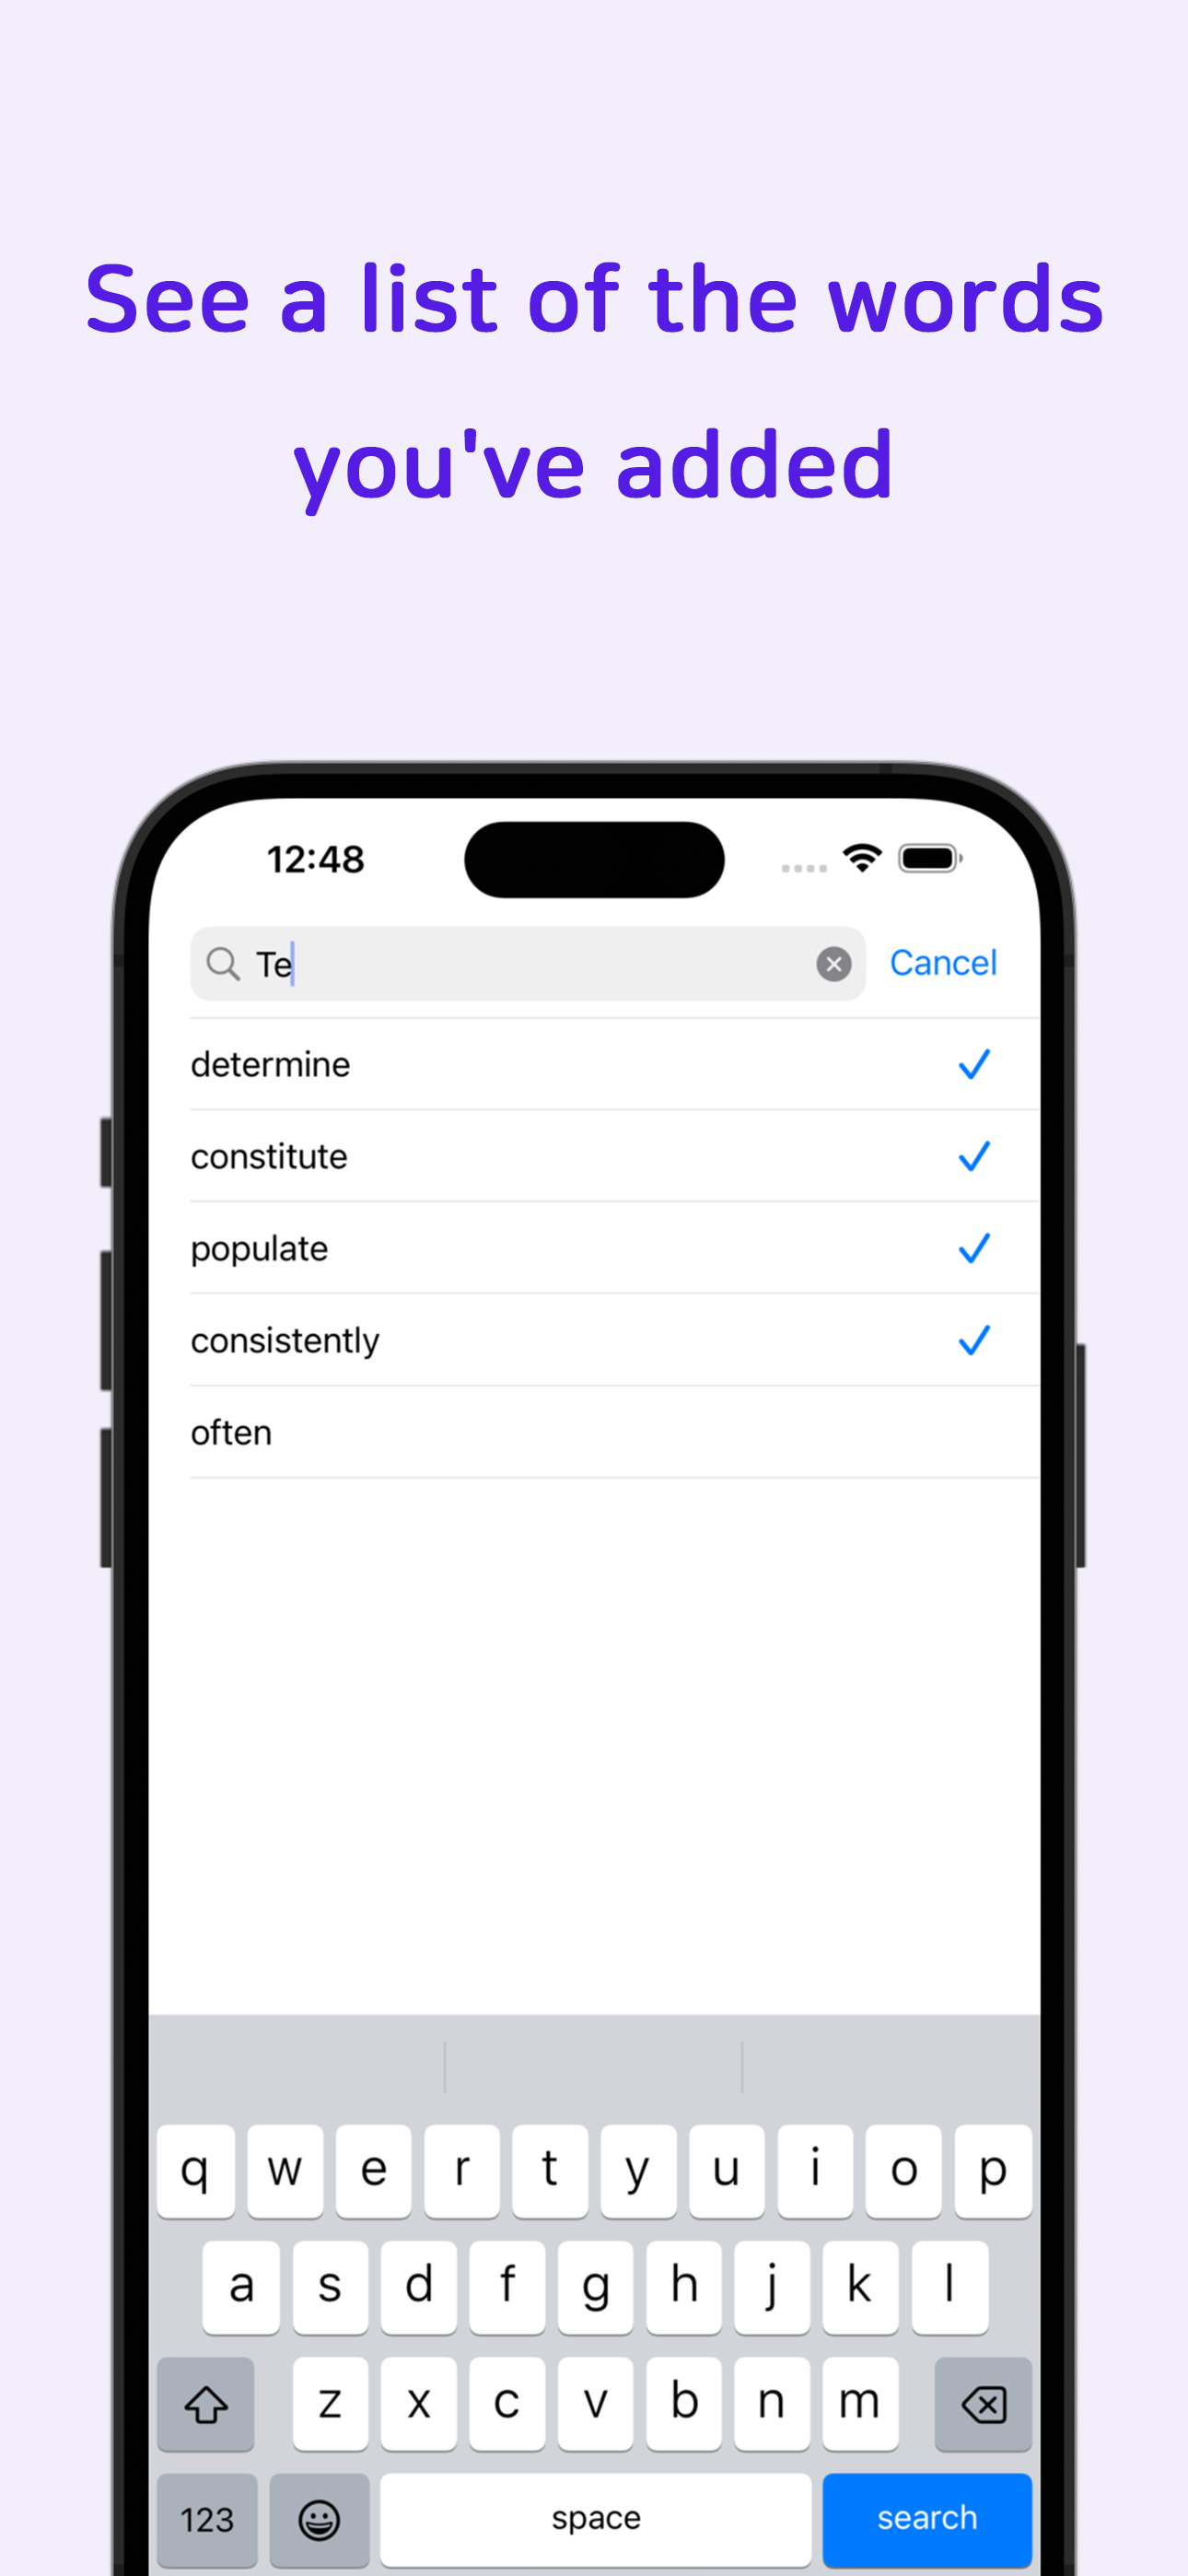 See a list of the words
you've added
12:48
Te
Cancel
determine
constitute
populate
consistently
often
q w e r t y u i o p
a s d f g h j k l
z x c v b n m
123 space search